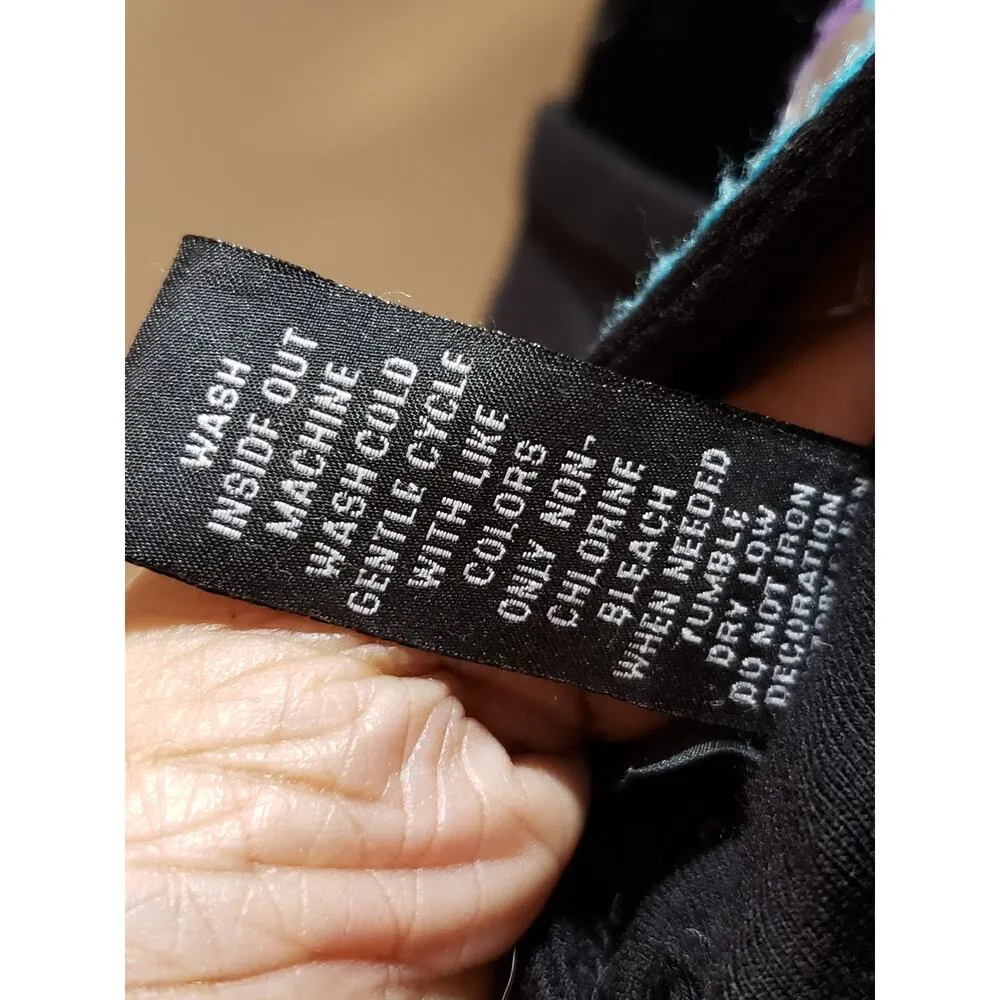 WASH
INSIDE OUT
MACHINE
WASH COLD
GENTLE CYCLE
WITH LIKE
COLORS
ONLY NON-
CHLORINE
BLEACH
WHEN NEEDED
TUMBLE
DRY LOW
DO NOT IRON
DECORATION